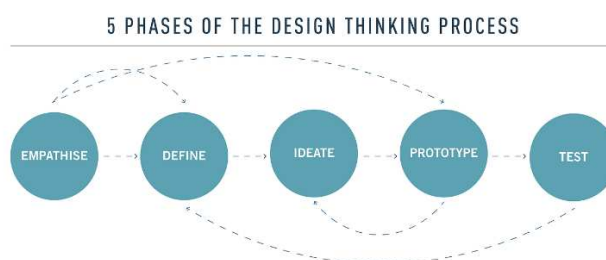 5 PHASES OF THE DESIGN THINKING PROCESS
EMPATHISE
DEFINE
IDEATE
PROTOTYPE
TEST